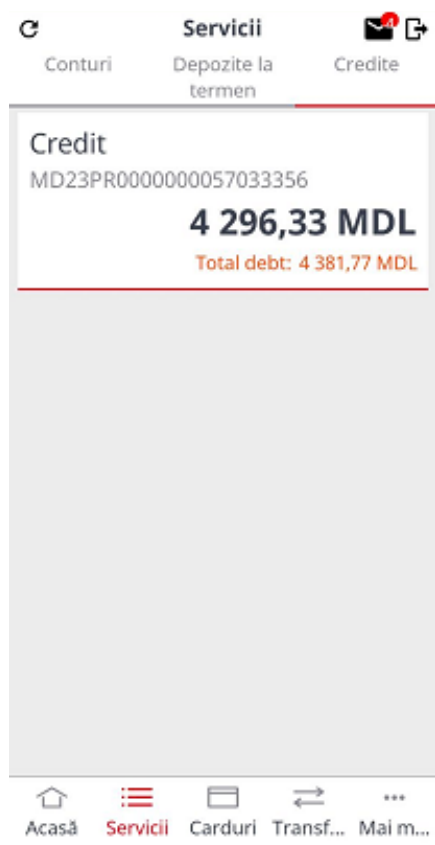 Servicii
4
Conturi
Depozite la
termen
Credite
Credit
MD23PR0000000057033356
4 296,33 MDL
Total debt: 4 381,77 MDL
Acasă
Servicii
Carduri
Transf...
Mai m...